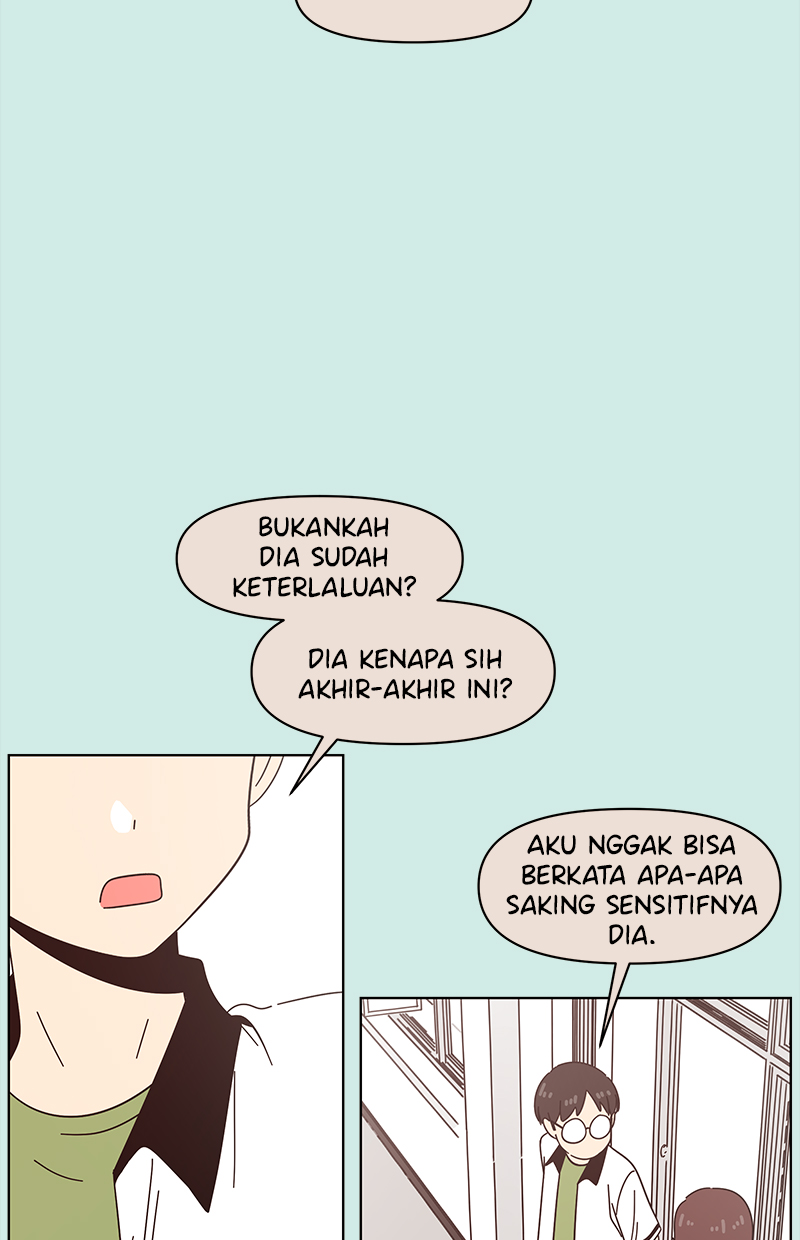 BUKANKAH
DIA SUDAH
KETERLALUAN?
DIA KENAPA SIH
AKHIR-AKHIR INI?
AKU NGGAK BISA
BERKATA APA-APA
SAKING SENSITIFNYA
DIA.